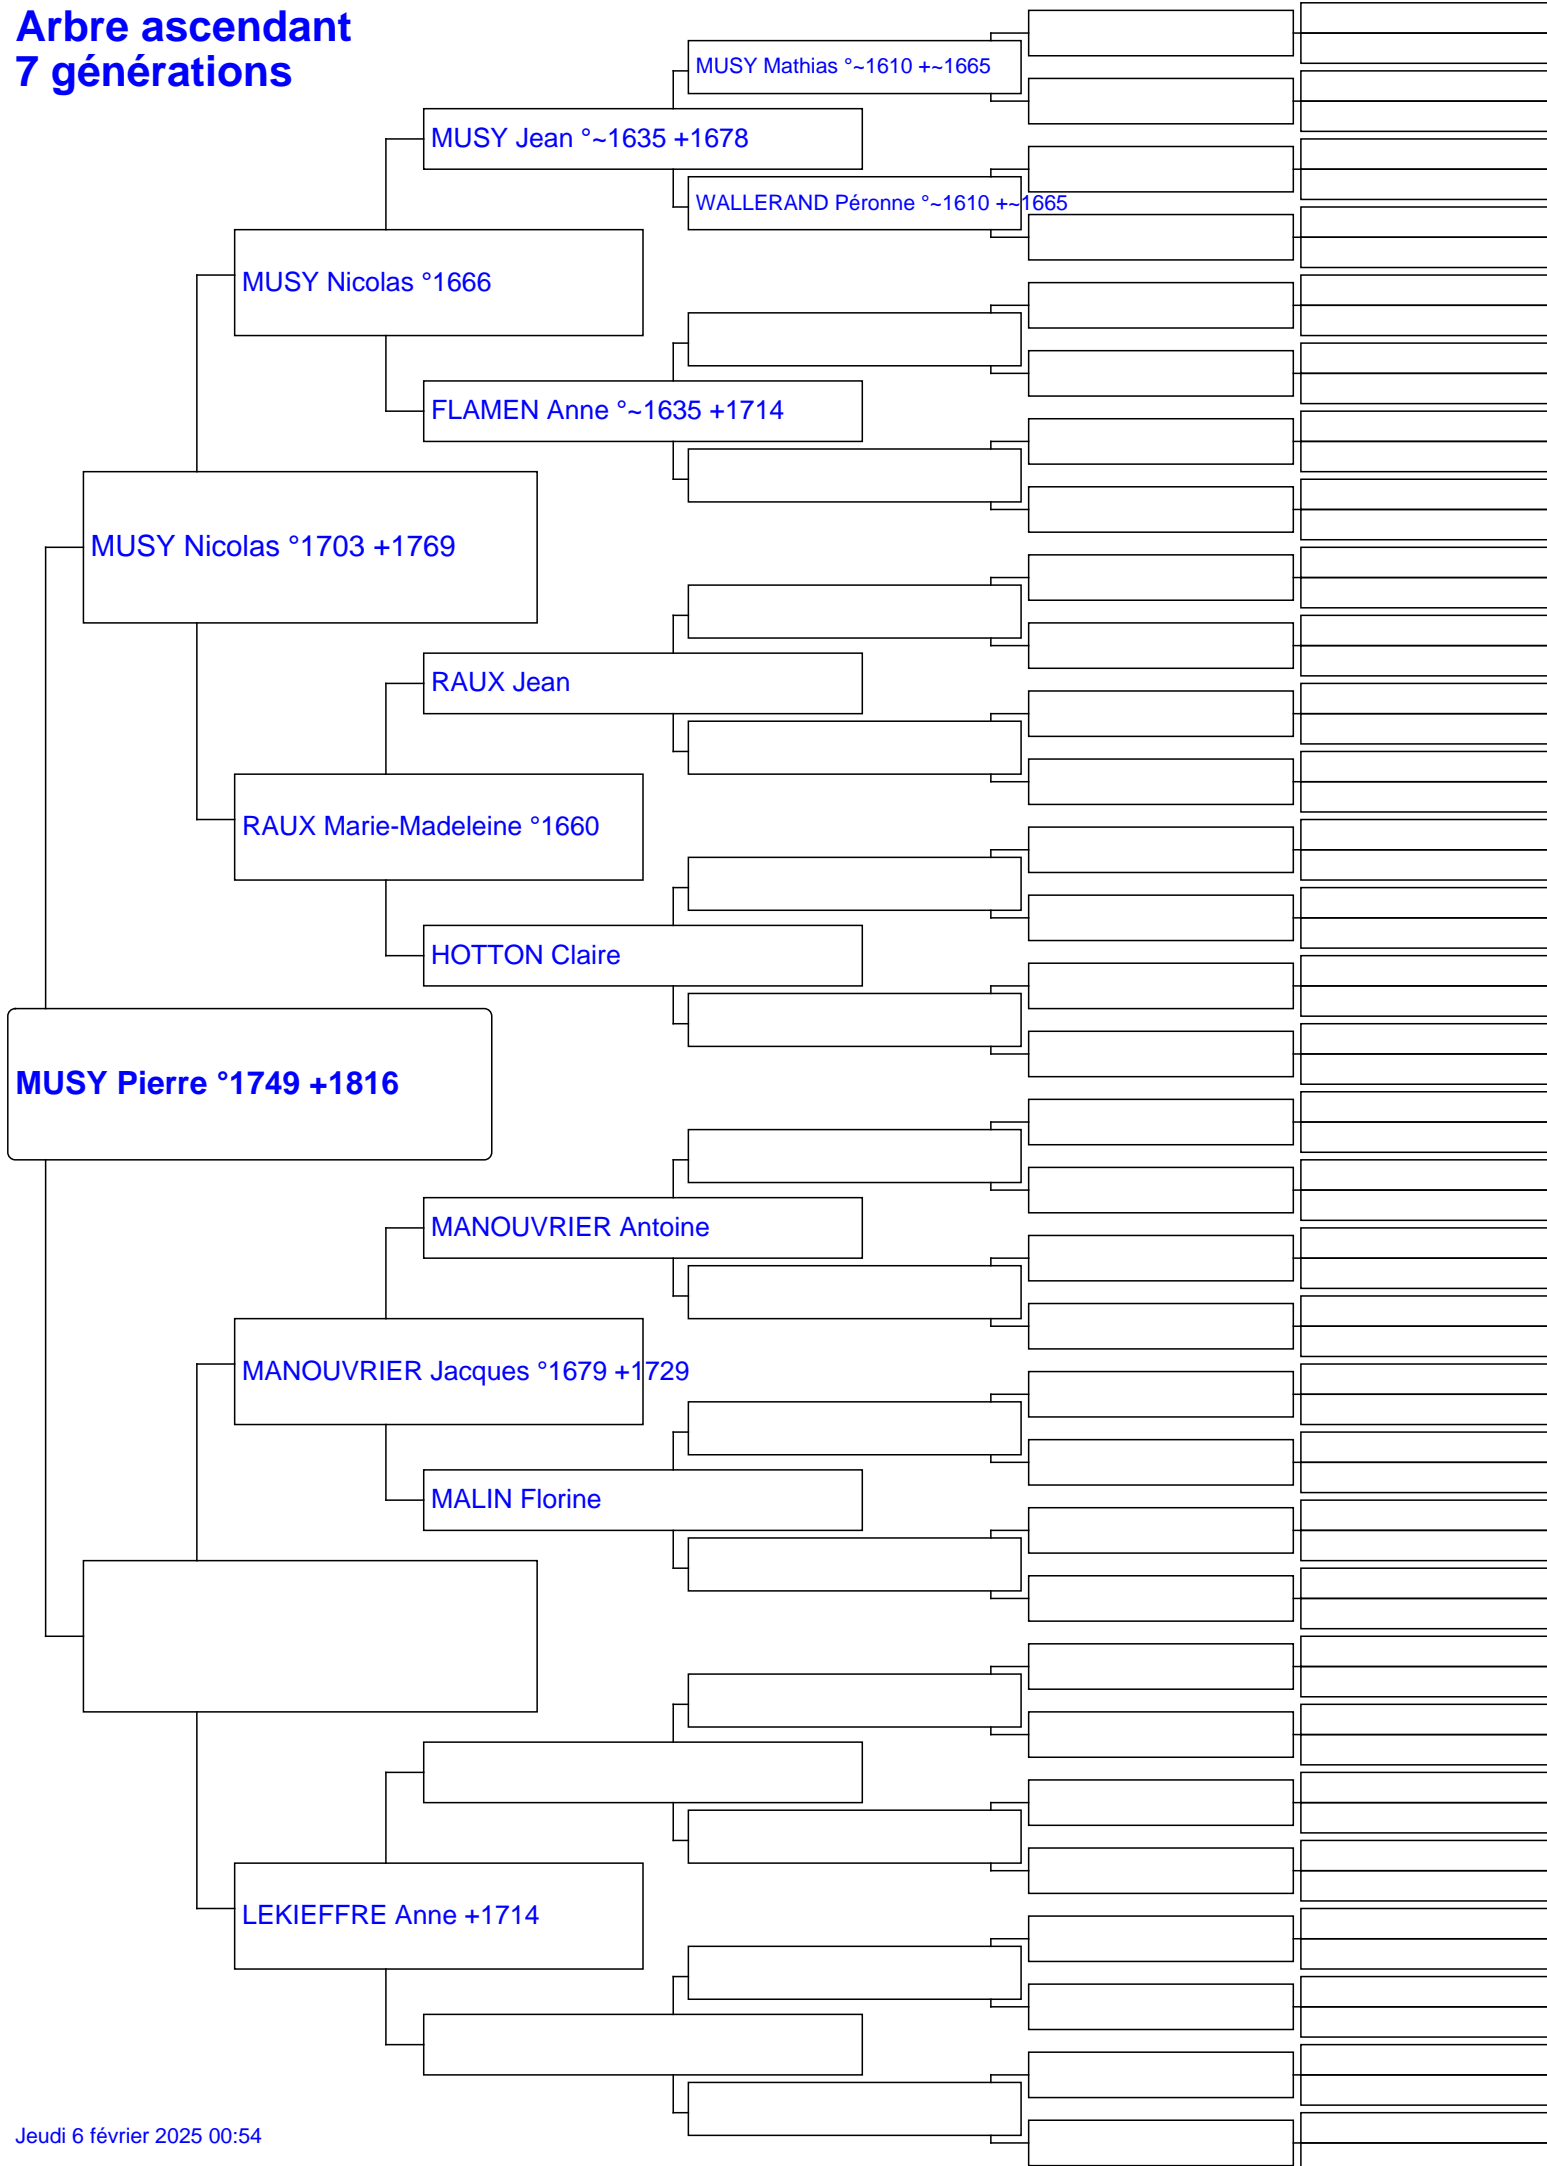 Arbre ascendant
7 générations
MUSY Mathias °~1610 +~1665
MUSY Jean °~1635 +1678
WALLERAND Péronne °~1610 +~1665
MUSY Nicolas °1666
FLAMEN Anne °~1635 +1714
MUSY Nicolas °1703 +1769
RAUX Jean
RAUX Marie-Madeleine °1660
HOTTON Claire
MUSY Pierre °1749 +1816
MANOUVRIER Antoine
MANOUVRIER Jacques °1679 +1729
MALIN Florine
LEKIEFFRE Anne +1714
Jeudi 6 février 2025 00:54